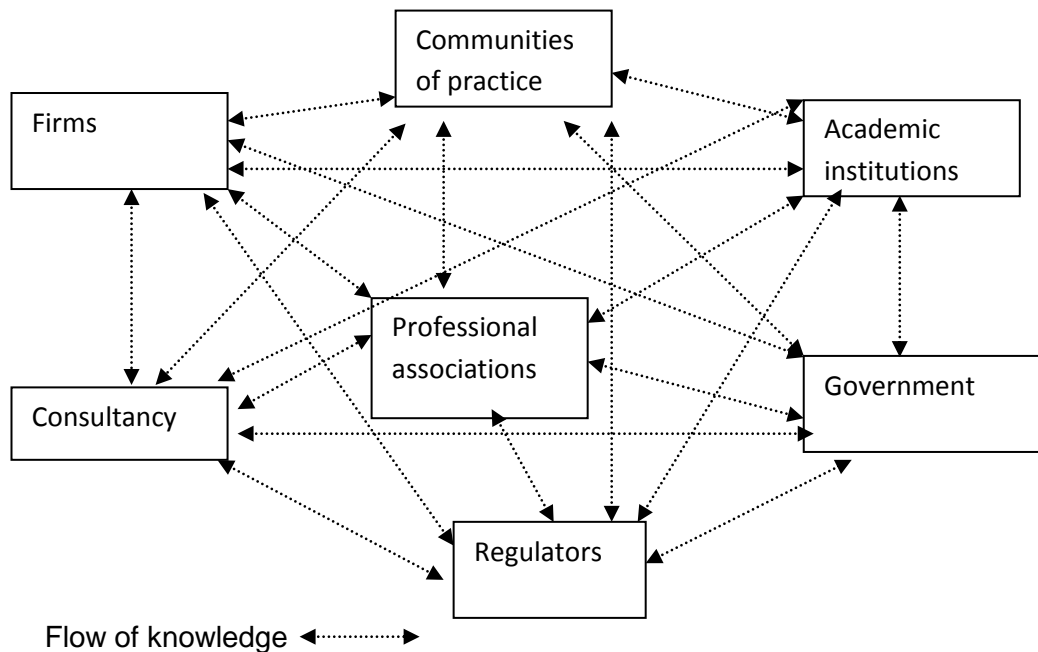 Communities
of practice
Firms
Academic
institutions
Professional
associations
Government
Consultancy
Regulators
Flow of knowledge